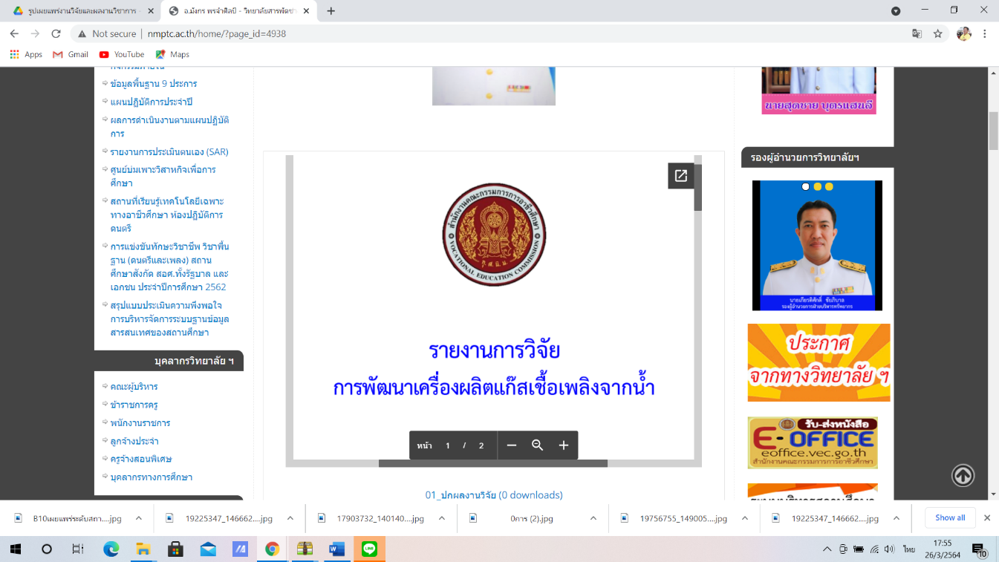 รูปเผยแพร่งานวิจัยและผลงานวิชาการ -
อ.มังกร พรจำศิลป์ - วิทยาลัยสารพัดช่า
Not secure
nmptc.ac.th/home/?page_id=4938
Apps
Gmail
YouTube
Maps
กิจกรรมภายใน
ข้อมูลพื้นฐาน 9 ประการ
แผนปฏิบัติการประจำปี
ผลการดำเนินงานตามแผนปฏิบัติ
การ
รายงานการประเมินตนเอง (SAR)
ศูนย์บ่มเพาะวิสาหกิจเพื่อการ
ศึกษา
สถานที่เรียนรู้เทคโนโลยีเฉพาะ
ทางอาชีวศึกษา ห้องปฏิบัติการ
ดนตรี
การแข่งขันทักษะวิชาชีพ วิชาพื้น
ฐาน (ดนตรีและเพลง) สถาน
ศึกษาสังกัด สอศ.ทั้งรัฐบาล และ
เอกชน ประจำปีการศึกษา 2562
สรุปแบบประเมินความพึงพอใจ
การบริหารจัดการระบบฐานข้อมูล
สารสนเทศของสถานศึกษา
บุคลากรวิทยาลัย ฯ
คณะผู้บริหาร
ข้าราชการครู
พนักงานราชการ
ลูกจ้างประจำ
ครูจ้างสอนพิเศษ
บุคลากรทางการศึกษา
สำนักงานคณะกรรมการการอาชีวศึกษา
VOCATIONAL EDUCATION COMMISSION
รายงานการวิจัย
การพัฒนาเครื่องผลิตแก๊สเชื้อเพลิงจากน้ำ
หน้า 1 / 2
01_ปกผลงานวิจัย (0 downloads)
นายสุดชาย บุตรแสนลี
รองผู้อำนวยการวิทยาลัยฯ
นายเกียรติศักดิ์ ชัยภิบาล
รองผู้อำนวยการฝ่ายบริหารทรัพยากร
ประกาศ
จากทางวิทยาลัย ฯ
รับ-ส่งหนังสือ
E-OFFICE
eoffice.vec.go.th
สำนักงานคณะกรรมการการอาชีวศึกษา
B10เผยแพร่ระดับสถา....jpg
19225347_146662....jpg
17903732_140140....jpg
0การ (2).jpg
19756755_149005....jpg
19225347_146662....jpg
Show all
LINE
ไทย
17:55
26/3/2564
10